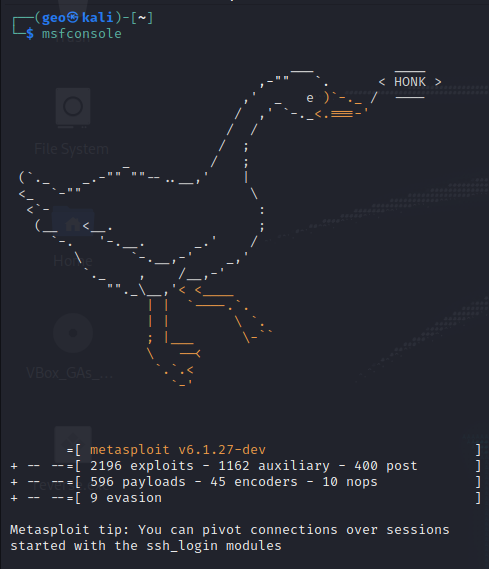 ┌──(geo㉿kali)-[~]
└─$ msfconsole
< HONK >
File System
Home
VBox_GAs_...
=[ metasploit v6.1.27-dev ]
+ -- --=[ 2196 exploits - 1162 auxiliary - 400 post ]
+ -- --=[ 596 payloads - 45 encoders - 10 nops ]
+ -- --=[ 9 evasion ]
Metasploit tip: You can pivot connections over sessions
started with the ssh_login modules